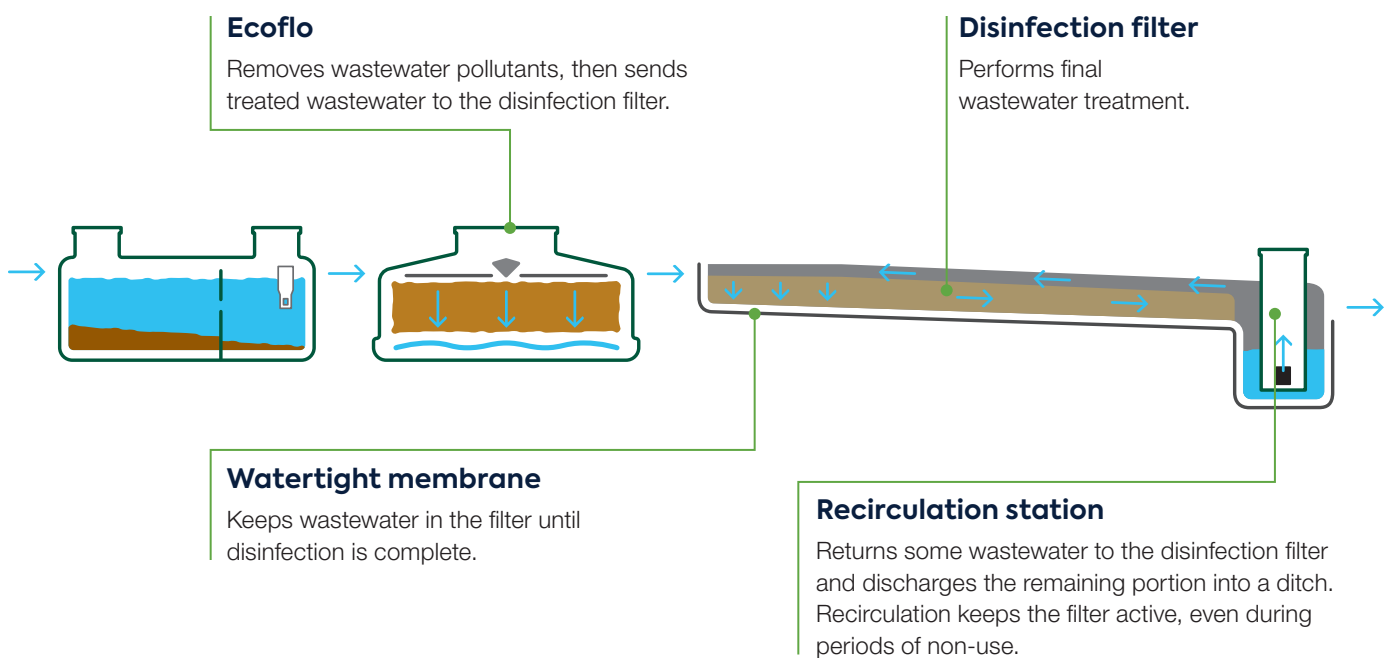 Ecoflo
Removes wastewater pollutants, then sends
treated wastewater to the disinfection filter.
Disinfection filter
Performs final
wastewater treatment.
Watertight membrane
Keeps wastewater in the filter until
disinfection is complete.
Recirculation station
Returns some wastewater to the disinfection filter
and discharges the remaining portion into a ditch.
Recirculation keeps the filter active, even during
periods of non-use.